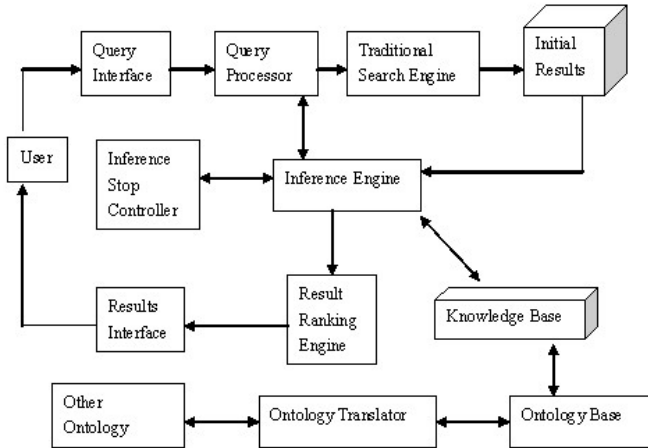 Query
Interface
Query
Processor
Traditional
Search Engine
Initial
Results
User
Inference
Stop
Controller
Inference Engine
Results
Interface
Result
Ranking
Engine
Knowledge Base
Other
Ontology
Ontology Translator
Ontology Base